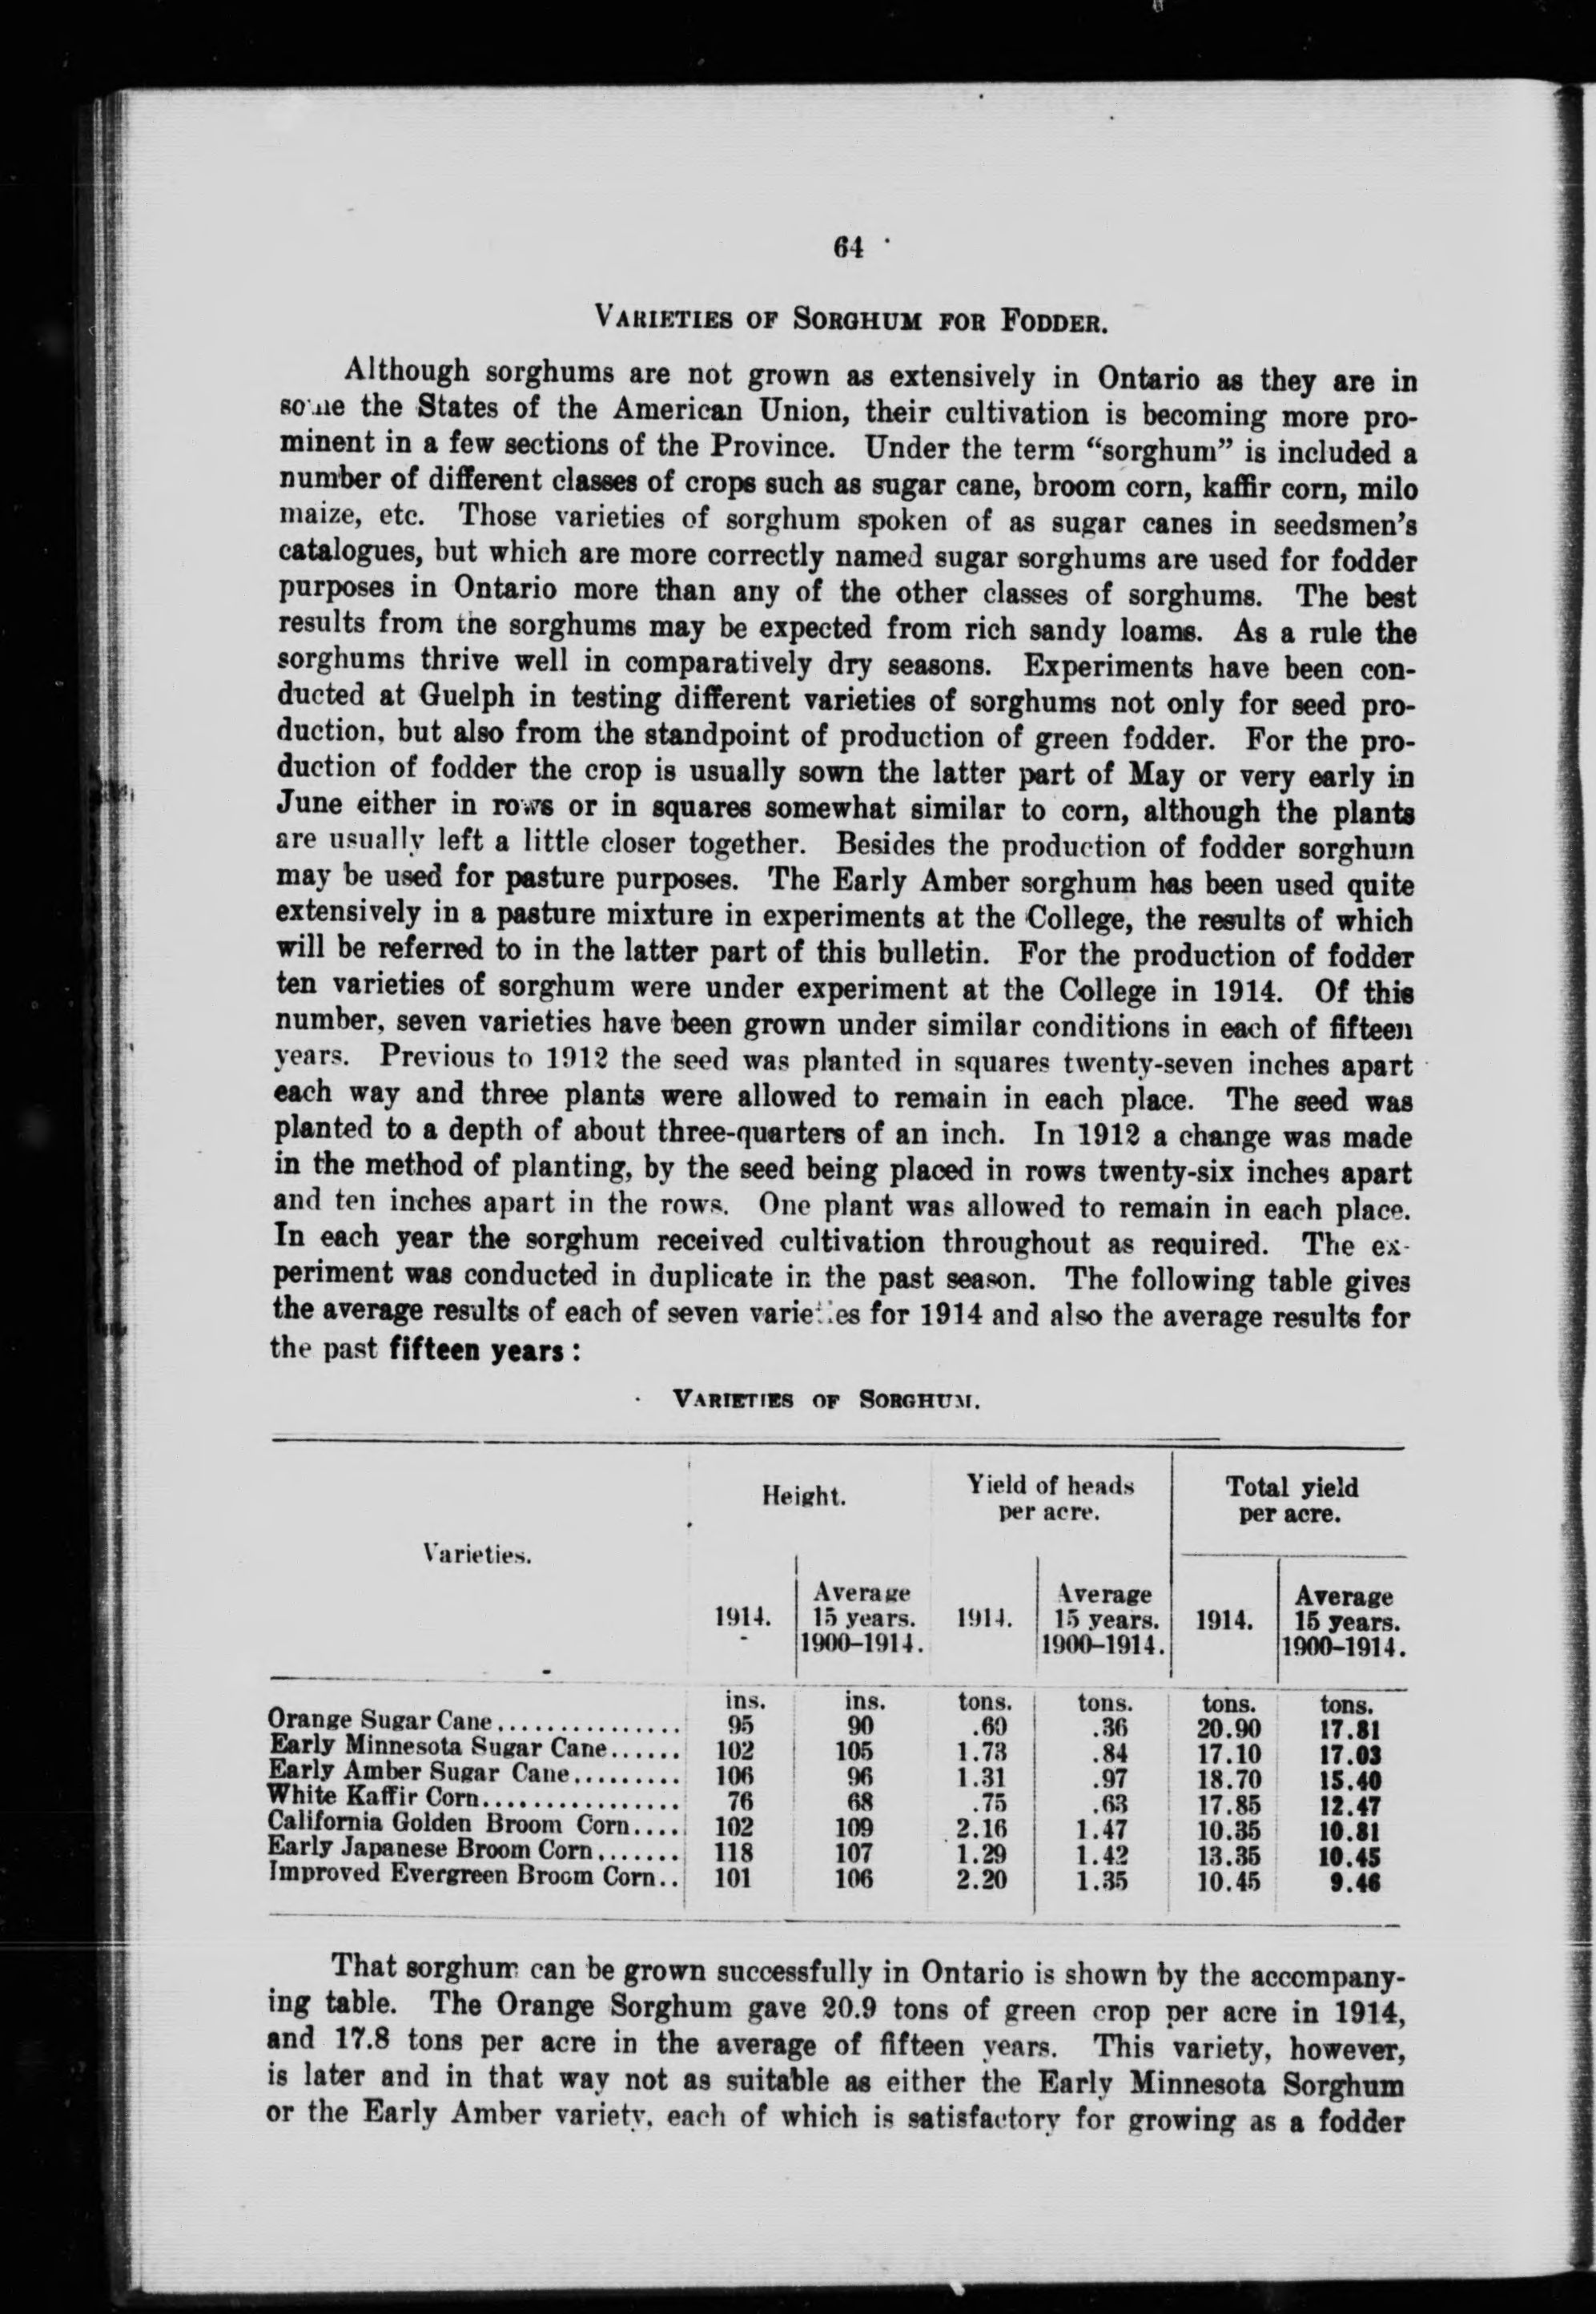 64
VARIETIES OF SORGHUM FOR FODDER.
Although sorghums are not grown as extensively in Ontario as they are in
some the States of the American Union, their cultivation is becoming more pro-
minent in a few sections of the Province. Under the term “sorghum” is included a
number of different classes of crops such as sugar cane, broom corn, kaffir corn, milo
maize, etc. Those varieties of sorghum spoken of as sugar canes in seedsmen's
catalogues, but which are more correctly named sugar sorghums are used for fodder
purposes in Ontario more than any of the other classes of sorghums. The best
results from the sorghums may be expected from rich sandy loams. As a rule the
sorghums thrive well in comparatively dry seasons. Experiments have been con-
ducted at Guelph in testing different varieties of sorghums not only for seed pro-
duction, but also from the standpoint of production of green fodder. For the pro-
duction of fodder the crop is usually sown the latter part of May or very early in
June either in rows or in squares somewhat similar to corn, although the plants
are usually left a little closer together. Besides the production of fodder sorghum
may be used for pasture purposes. The Early Amber sorghum has been used quite
extensively in a pasture mixture in experiments at the College, the results of which
will be referred to in the latter part of this bulletin. For the production of fodder
ten varieties of sorghum were under experiment at the College in 1914. Of this
number, seven varieties have been grown under similar conditions in each of fifteen
years. Previous to 1912 the seed was planted in squares twenty-seven inches apart
each way and three plants were allowed to remain in each place. The seed was
planted to a depth of about three-quarters of an inch. In 1912 a change was made
in the method of planting, by the seed being placed in rows twenty-six inches apart
and ten inches apart in the rows. One plant was allowed to remain in each place.
In each year the sorghum received cultivation throughout as required. The ex-
periment was conducted in duplicate in the past season. The following table gives
the average results of each of seven varieties for 1914 and also the average results for
the past fifteen years:
VARIETIES OF SORGHUM.
Varieties. Height. Yield of heads per acre. Total yield per acre.
1914. Average 15 years. 1900-1914. 1914. Average 15 years. 1900-1914. 1914. Average 15 years. 1900-1914.
ins. ins. tons. tons. tons. tons.
Orange Sugar Cane............... 95 90 .60 .36 20.90 17.81
Early Minnesota Sugar Cane...... 102 105 1.73 .84 17.10 17.03
Early Amber Sugar Cane......... 106 96 1.31 .97 18.70 15.40
White Kaffir Corn................ 76 68 .75 .63 17.85 12.47
California Golden Broom Corn.... 102 109 2.16 1.47 10.35 10.81
Early Japanese Broom Corn....... 118 107 1.29 1.42 13.35 10.45
Improved Evergreen Broom Corn.. 101 106 2.20 1.35 10.45 9.46
That sorghum can be grown successfully in Ontario is shown by the accompany-
ing table. The Orange Sorghum gave 20.9 tons of green crop per acre in 1914,
and 17.8 tons per acre in the average of fifteen years. This variety, however,
is later and in that way not as suitable as either the Early Minnesota Sorghum
or the Early Amber variety, each of which is satisfactory for growing as a fodder